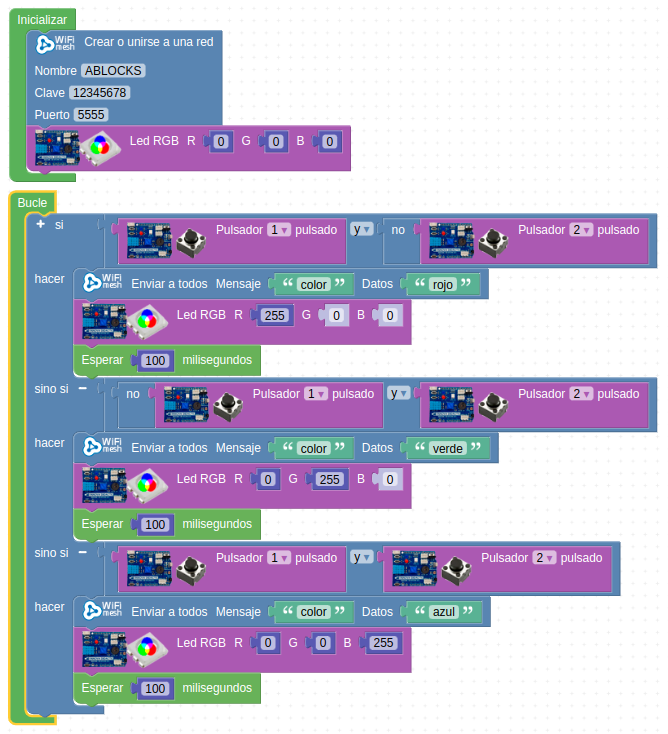 Inicializar
WiFi mesh Crear o unirse a una red
Nombre ABLOCKS
Clave 12345678
Puerto 5555
Led RGB R 0 G 0 B 0
Bucle
+ si Pulsador 1 pulsado y no Pulsador 2 pulsado
hacer WiFi mesh Enviar a todos Mensaje “ color ” Datos “ rojo ”
Led RGB R 255 G 0 B 0
Esperar 100 milisegundos
sino si − no Pulsador 1 pulsado y Pulsador 2 pulsado
hacer WiFi mesh Enviar a todos Mensaje “ color ” Datos “ verde ”
Led RGB R 0 G 255 B 0
Esperar 100 milisegundos
sino si − Pulsador 1 pulsado y Pulsador 2 pulsado
hacer WiFi mesh Enviar a todos Mensaje “ color ” Datos “ azul ”
Led RGB R 0 G 0 B 255
Esperar 100 milisegundos